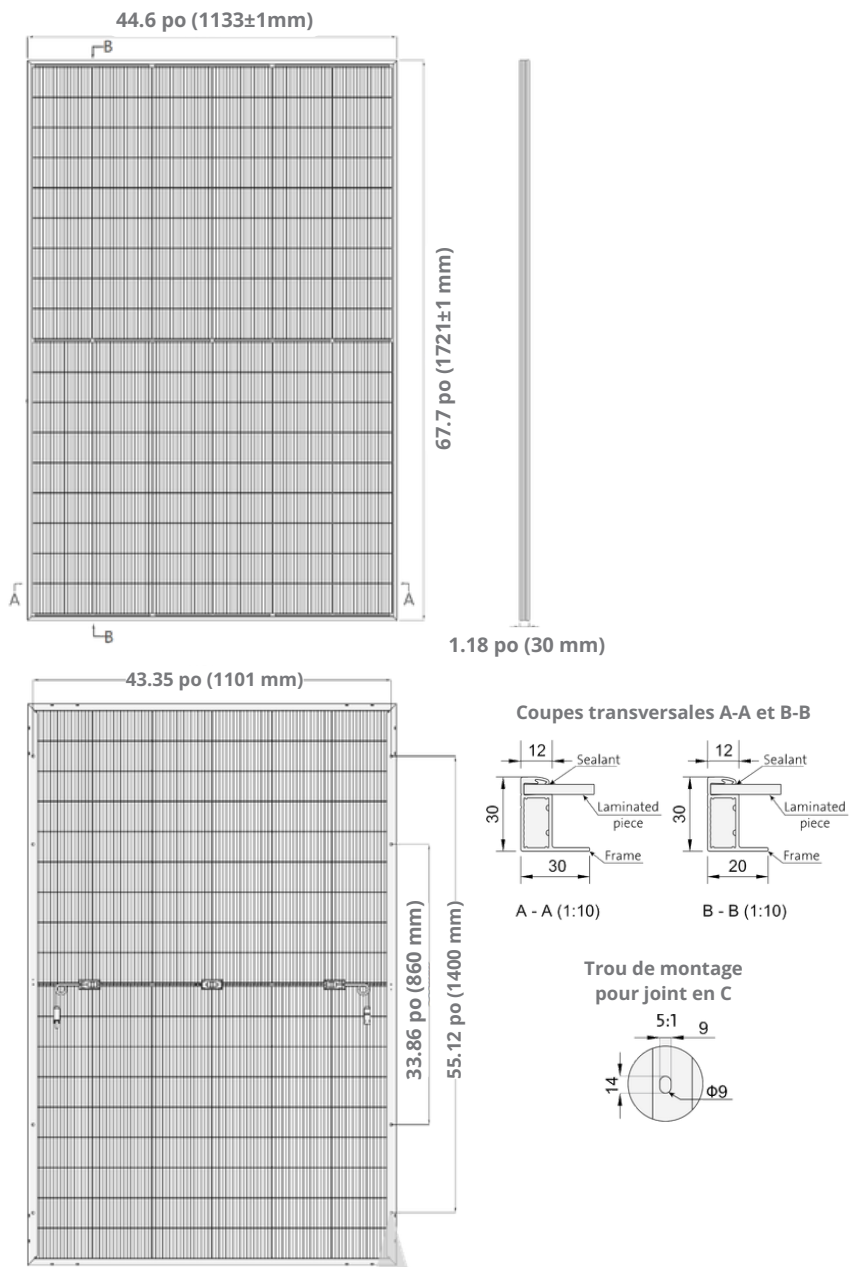 44.6 po (1133±1mm)
B
67.7 po (1721±1 mm)
A
A
B
1.18 po (30 mm)
43.35 po (1101 mm)
33.86 po (860 mm)
55.12 po (1400 mm)
Coupes transversales A-A et B-B
12
Sealant
30
Laminated
piece
Frame
30
A - A (1:10)
12
Sealant
30
Laminated
piece
Frame
20
B - B (1:10)
Trou de montage
pour joint en C
5:1
9
14
Φ9